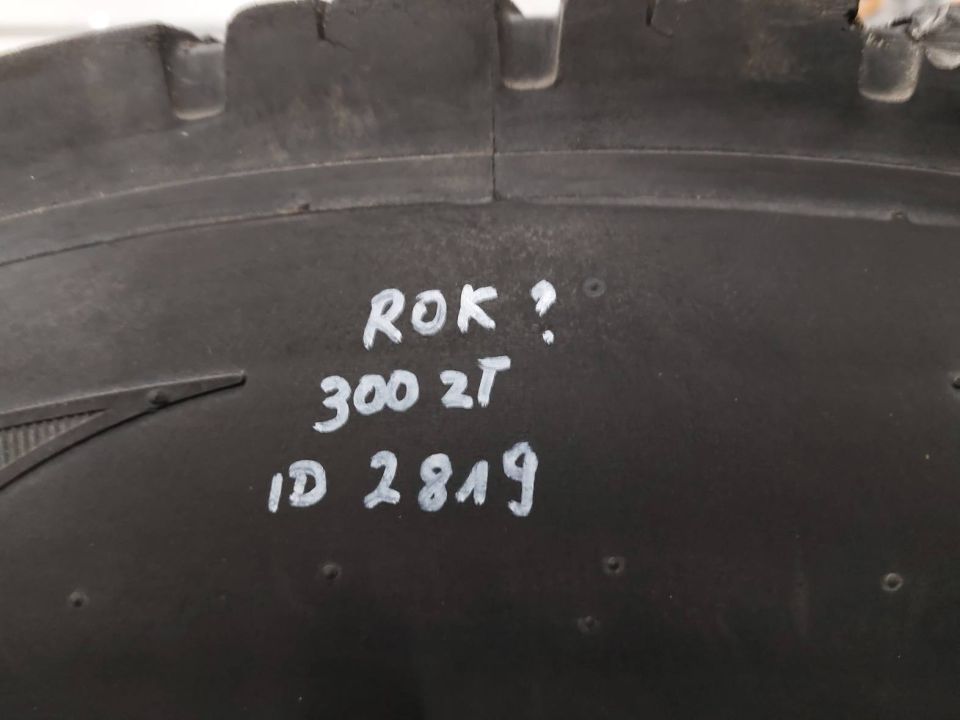 ROK ?
300 zł
ID 2819